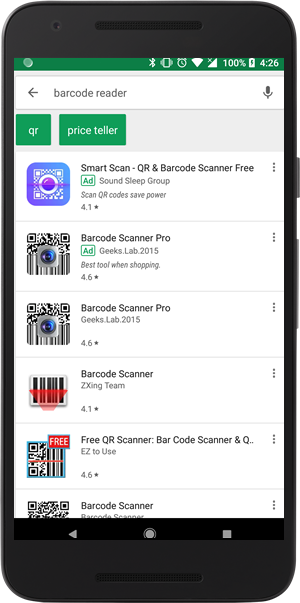 100% 4:26
barcode reader
qr price teller
Smart Scan - QR & Barcode Scanner Free
Ad Sound Sleep Group
Scan QR codes save power
4.1 ★
Barcode Scanner Pro
Ad Geeks.Lab.2015
Best tool when shopping.
4.6 ★
Barcode Scanner Pro
Geeks.Lab.2015
4.6 ★
Barcode Scanner
ZXing Team
4.1 ★
FREE
Free QR Scanner: Bar Code Scanner & Q..
EZ to Use
4.6 ★
Barcode Scanner
Barcode Scanner